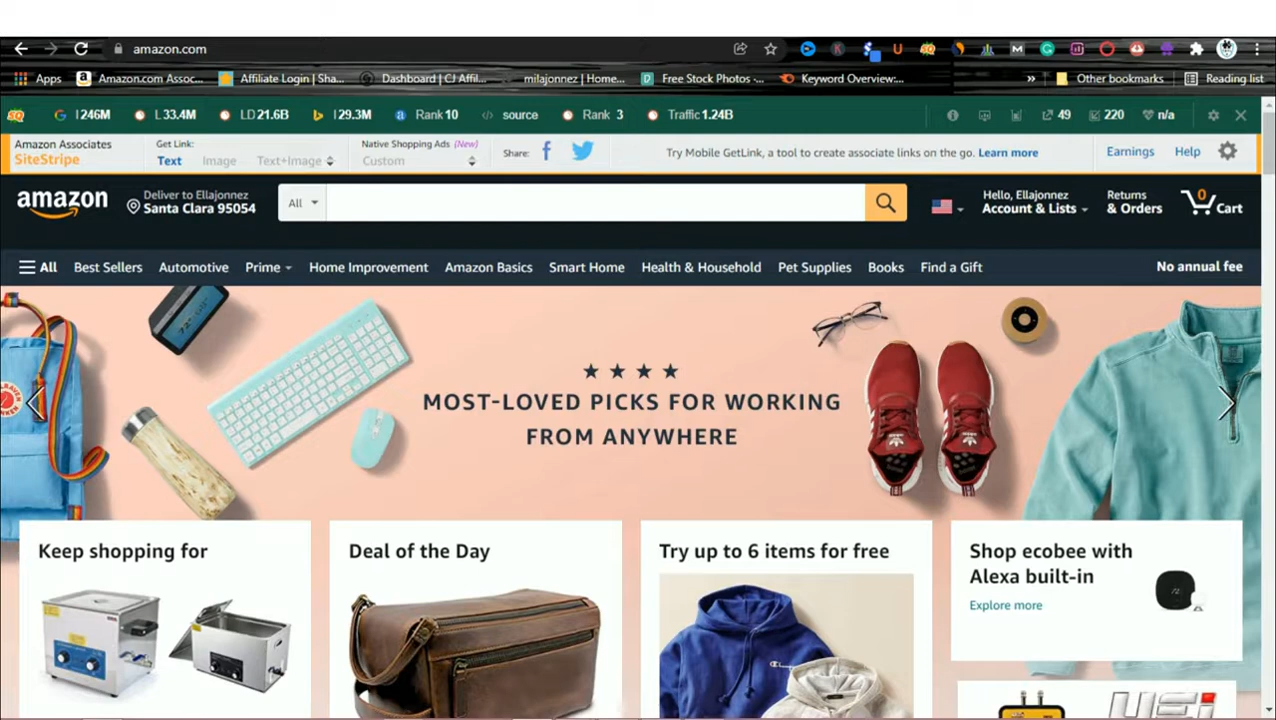 amazon.com
Apps
Amazon.com Assoc...
Affiliate Login | Sha...
Dashboard | CJ Affil...
milajonnez | Home...
Free Stock Photos -...
Keyword Overview:...
»
Other bookmarks
Reading list
SQ
I 246M
L 33.4M
LD 21.6B
I 29.3M
Rank 10
source
Rank 3
Traffic 1.24B
49
220
n/a
Amazon Associates
SiteStripe
Get Link:
Text
Image
Text+Image
Native Shopping Ads (New)
Custom
Share:
Try Mobile GetLink, a tool to create associate links on the go. Learn more
Earnings
Help
amazon
Deliver to Ellajonnez
Santa Clara 95054
All
Hello, Ellajonnez
Account & Lists
Returns
& Orders
0
Cart
All
Best Sellers
Automotive
Prime
Home Improvement
Amazon Basics
Smart Home
Health & Household
Pet Supplies
Books
Find a Gift
No annual fee
MOST-LOVED PICKS FOR WORKING
FROM ANYWHERE
Keep shopping for
Deal of the Day
Try up to 6 items for free
Shop ecobee with
Alexa built-in
Explore more
Champion
UEi